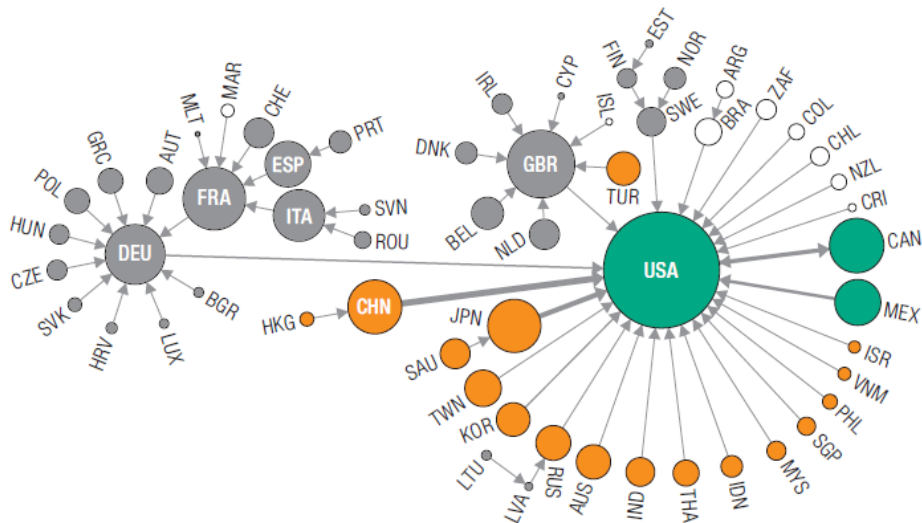 EST
FIN
NOR
ARG
CYP
IRL
ISL
SWE
BRA
ZAF
COL
CHL
NZL
CRI
MAR
MLT
CHE
PRT
ESP
GRC
AUT
POL
FRA
DNK
GBR
TUR
HUN
DEU
ITA
SVN
ROU
BEL
NLD
CZE
SVK
HRV
LUX
BGR
USA
CAN
MEX
CHN
HKG
JPN
SAU
TWN
KOR
RUS
LTU
LVA
AUS
IND
THA
IDN
MYS
SGP
PHL
VNM
ISR